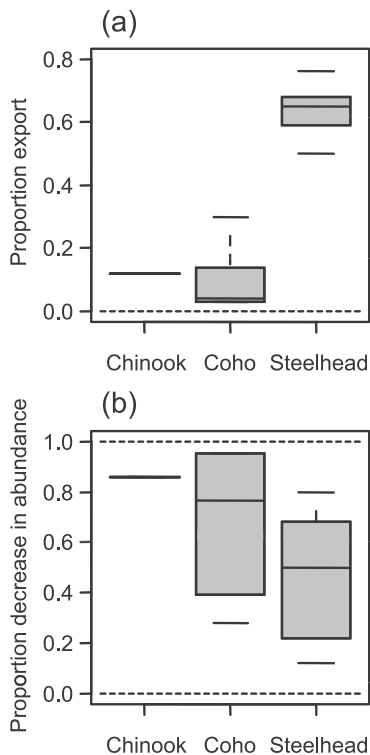 (a)
Proportion export
0.8
0.6
0.4
0.2
0.0
Chinook Coho Steelhead
(b)
Proportion decrease in abundance
1.0
0.8
0.6
0.4
0.2
0.0
Chinook Coho Steelhead